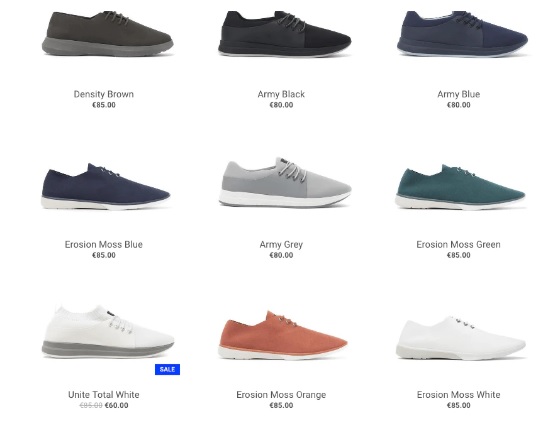 Density Brown Army Black Army Blue
€85.00 €80.00 €80.00
Erosion Moss Blue Army Grey Erosion Moss Green
€85.00 €80.00 €85.00
SALE
Unite Total White Erosion Moss Orange Erosion Moss White
€85.00 €60.00 €85.00 €85.00